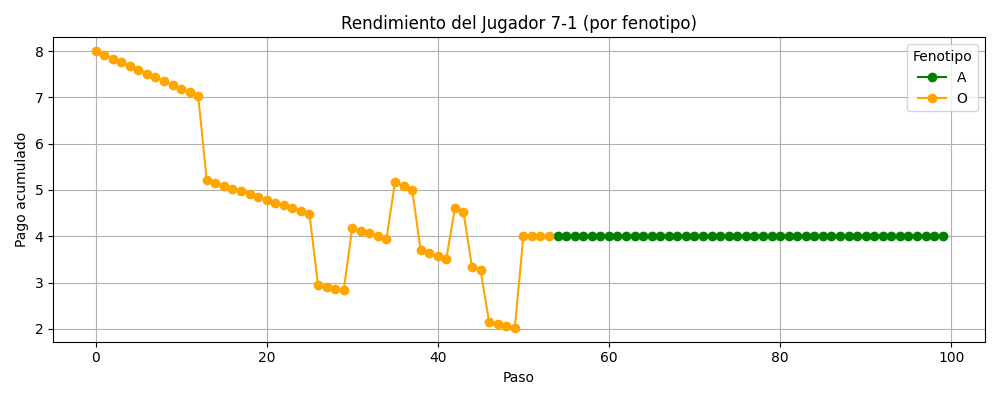 Rendimiento del Jugador 7-1 (por fenotipo)
Pago acumulado
8
7
6
5
4
3
2
0
20
40
60
80
100
Paso
Fenotipo
A
O